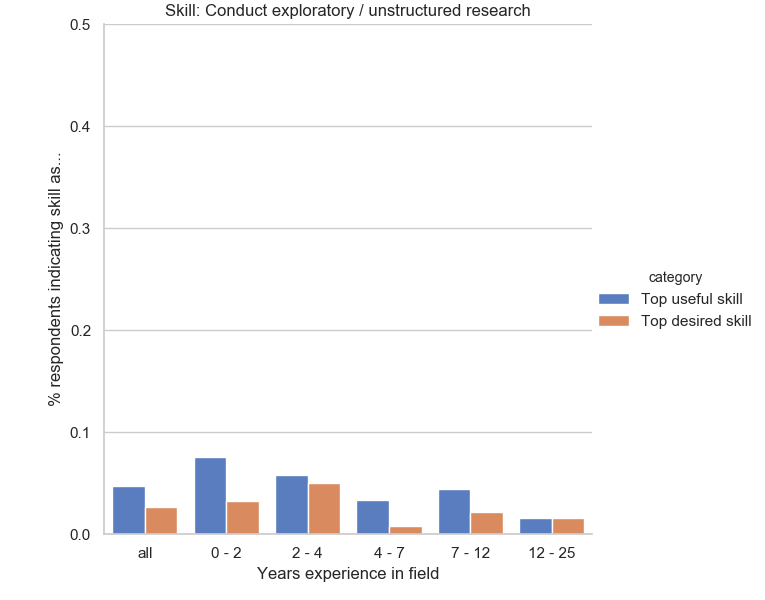 Skill: Conduct exploratory / unstructured research
0.5
0.4
0.3
0.2
0.1
0.0
% respondents indicating skill as...
all
0 - 2
2 - 4
4 - 7
7 - 12
12 - 25
Years experience in field
category
Top useful skill
Top desired skill